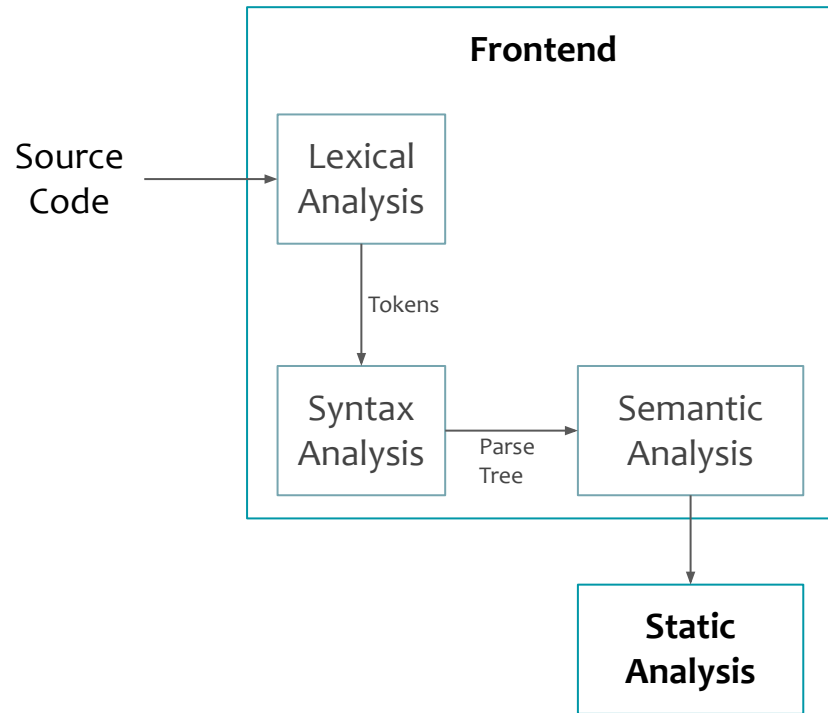 Frontend
Source
Code
Lexical
Analysis
Tokens
Syntax
Analysis
Parse
Tree
Semantic
Analysis
Static
Analysis